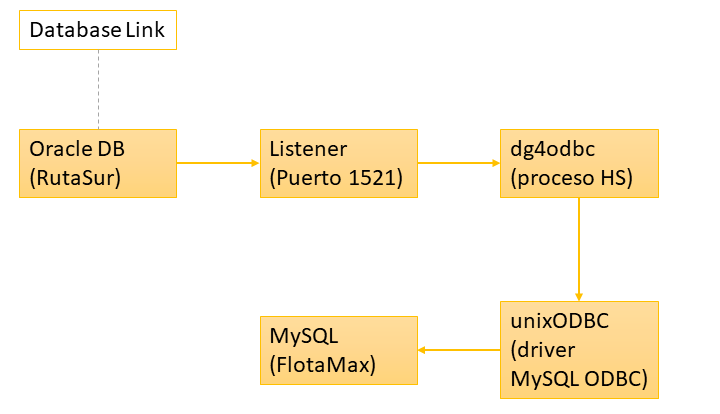 Database Link
Oracle DB
(RutaSur)
Listener
(Puerto 1521)
dg4odbc
(proceso HS)
unixODBC
(driver
MySQL ODBC)
MySQL
(FlotaMax)